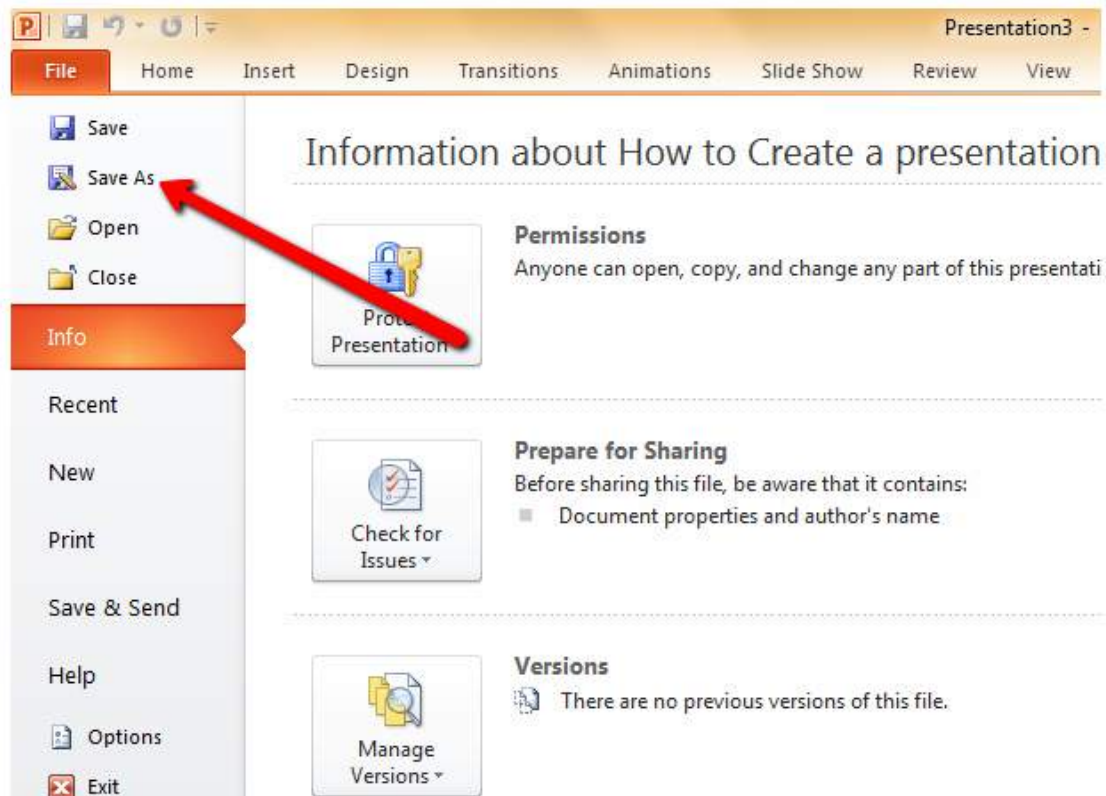 Presentation3 -
File Home Insert Design Transitions Animations Slide Show Review View
Save
Save As
Open
Close
Info
Recent
New
Print
Save & Send
Help
Options
Exit
Information about How to Create a presentation
Presentation
Permissions
Anyone can open, copy, and change any part of this presentati
Check for
Issues
Prepare for Sharing
Before sharing this file, be aware that it contains:
Document properties and author's name
Manage
Versions
Versions
There are no previous versions of this file.